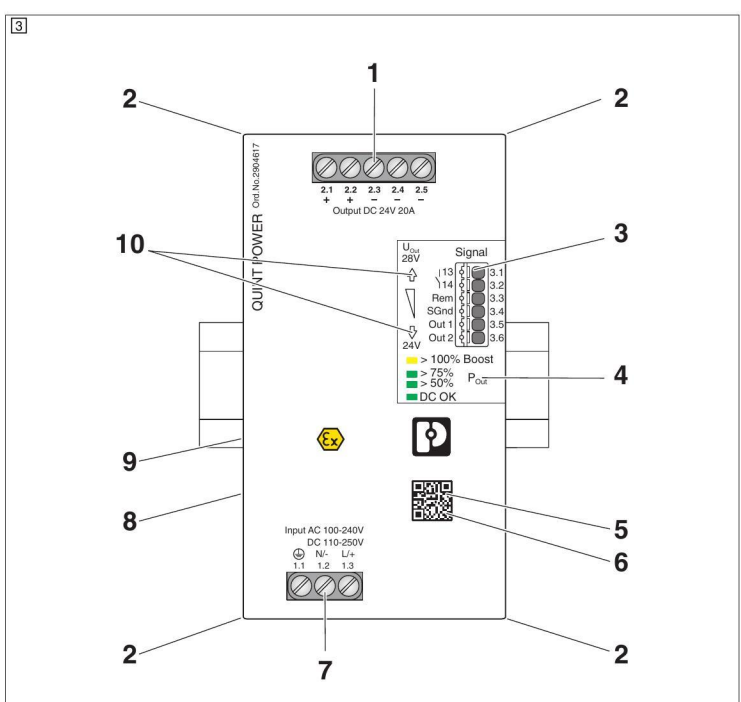 3
1
2
2
QUINT POWER Ord.No.2904617
2.1 2.2 2.3 2.4 2.5
+ + – – –
Output DC 24V 20A
10
3
UOut
28V
Signal
13 3.1
14 3.2
Rem 3.3
SGnd 3.4
Out 1 3.5
Out 2 3.6
24V
> 100% Boost
> 75%
> 50%
POut
DC OK
4
9
Ex
8
5
6
Input AC 100-240V
DC 110-250V
N/- L/+
1.1 1.2 1.3
2
7
2